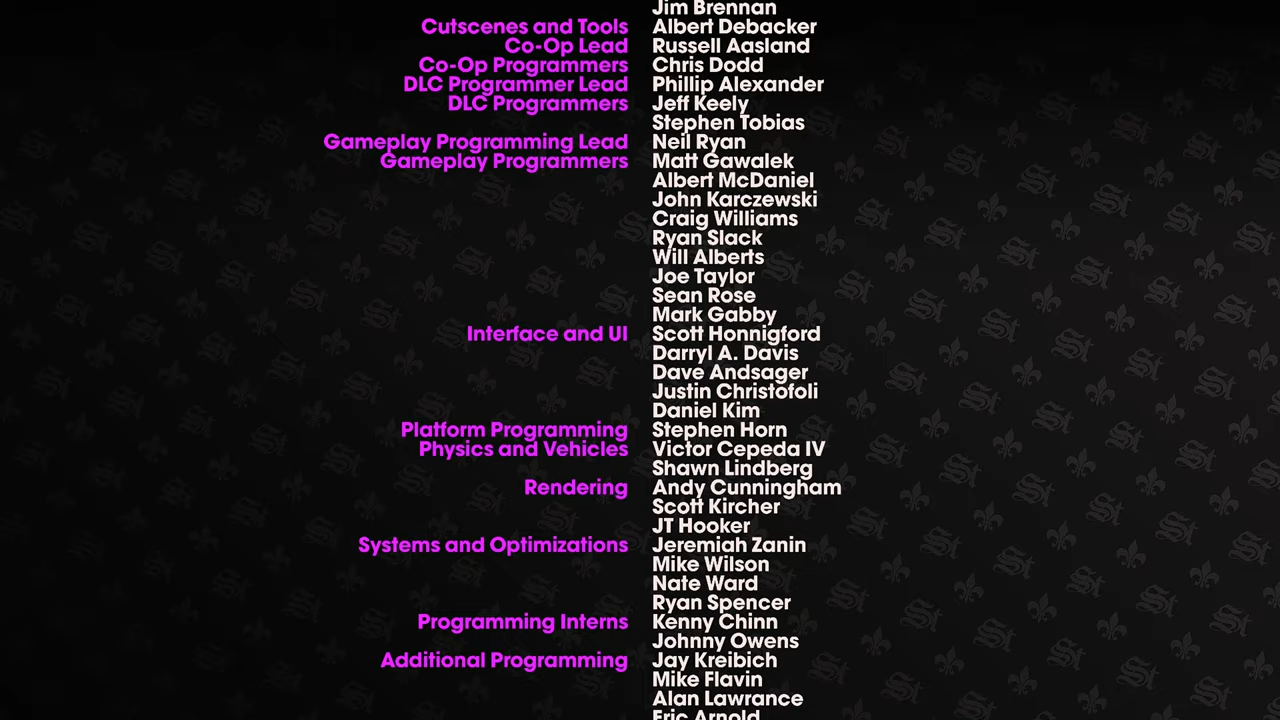 Jim Brennan
Cutscenes and Tools Albert Debacker
Co-Op Lead Russell Aasland
Co-Op Programmers Chris Dodd
DLC Programmer Lead Phillip Alexander
DLC Programmers Jeff Keely
Stephen Tobias
Gameplay Programming Lead Neil Ryan
Gameplay Programmers Matt Gawalek
Albert McDaniel
John Karczewski
Craig Williams
Ryan Slack
Will Alberts
Joe Taylor
Sean Rose
Mark Gabby
Interface and UI Scott Honnigford
Darryl A. Davis
Dave Andsager
Justin Christofoli
Daniel Kim
Platform Programming Stephen Horn
Physics and Vehicles Victor Cepeda IV
Shawn Lindberg
Rendering Andy Cunningham
Scott Kircher
JT Hooker
Systems and Optimizations Jeremiah Zanin
Mike Wilson
Nate Ward
Ryan Spencer
Programming Interns Kenny Chinn
Johnny Owens
Additional Programming Jay Kreibich
Mike Flavin
Alan Lawrance
Eric Arnold